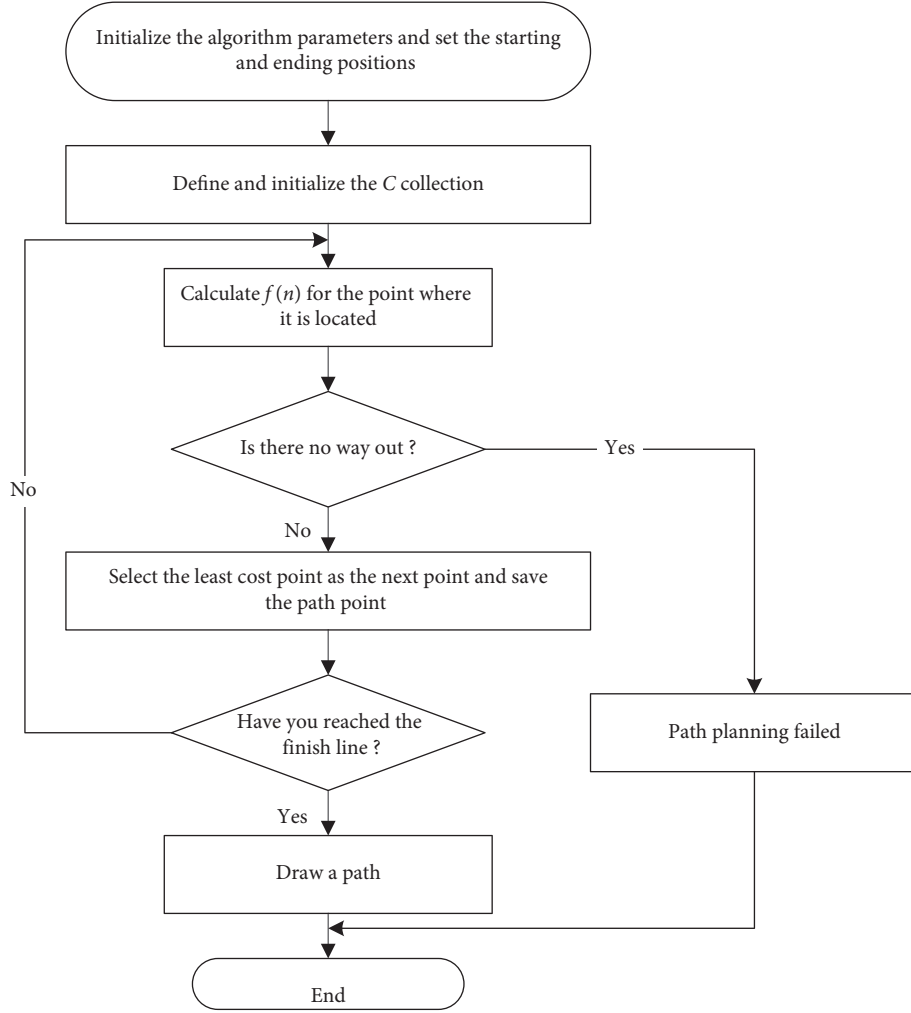 Initialize the algorithm parameters and set the starting
and ending positions
Define and initialize the C collection
Calculate f (n) for the point where
it is located
Is there no way out ?
Yes
No
No
Select the least cost point as the next point and save
the path point
Have you reached the
finish line ?
Path planning failed
Yes
Draw a path
End